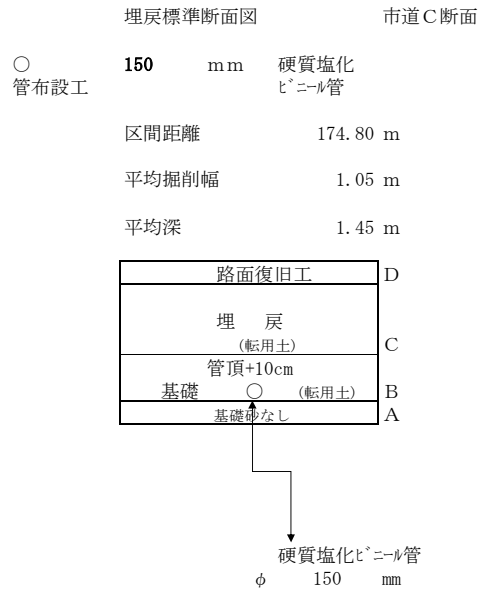 埋戻標準断面図 市道C断面
○ 150 mm 硬質塩化
管布設工 ﾋﾞﾆｰﾙ管
区間距離 174.80 m
平均掘削幅 1.05 m
平均深 1.45 m
路面復旧工 D
埋 戻
(転用土) C
管頂+10cm
基礎 ○ (転用土) B
基礎砂なし A
硬質塩化ﾋﾞﾆｰﾙ管
φ 150 mm